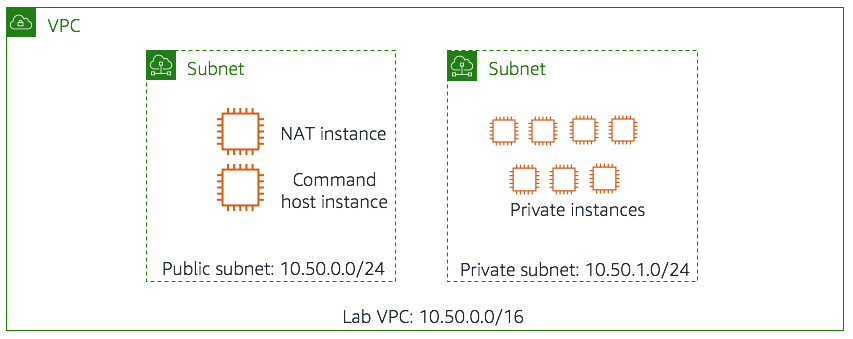 VPC
Subnet
NAT instance
Command
host instance
Public subnet: 10.50.0.0/24
Subnet
Private instances
Private subnet: 10.50.1.0/24
Lab VPC: 10.50.0.0/16